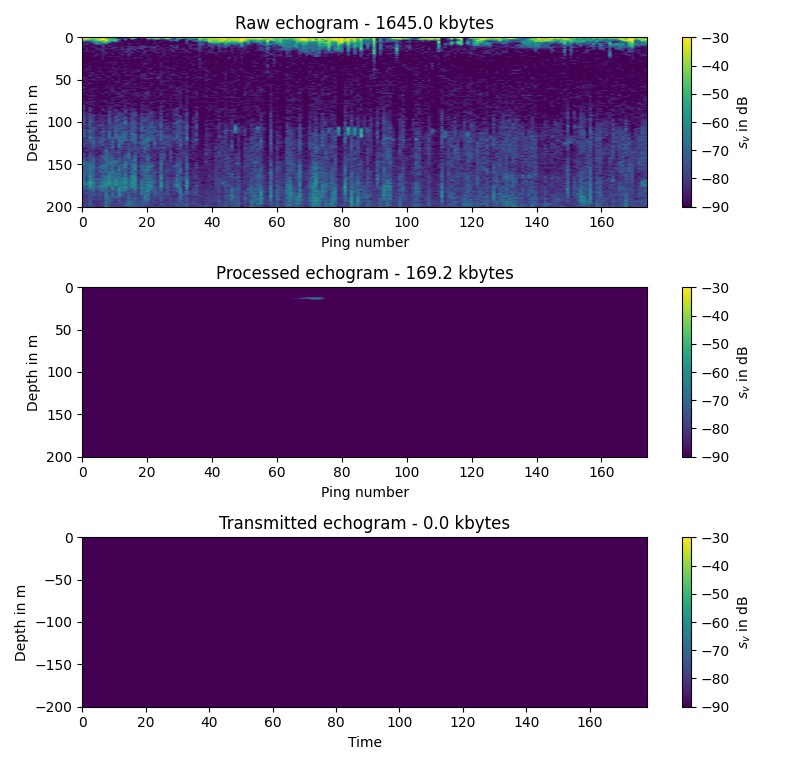 Raw echogram - 1645.0 kbytes
0
50
100
150
200
Depth in m
0 20 40 60 80 100 120 140 160
Ping number
−30
−40
−50
−60
−70
−80
−90
sᵥ in dB
Processed echogram - 169.2 kbytes
0
50
100
150
200
Depth in m
0 20 40 60 80 100 120 140 160
Ping number
−30
−40
−50
−60
−70
−80
−90
sᵥ in dB
Transmitted echogram - 0.0 kbytes
0
−50
−100
−150
−200
Depth in m
0 20 40 60 80 100 120 140 160
Time
−30
−40
−50
−60
−70
−80
−90
sᵥ in dB